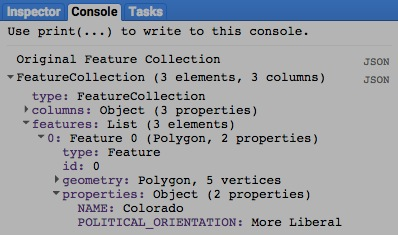 Inspector Console Tasks
Use print(...) to write to this console.
Original Feature Collection JSON
FeatureCollection (3 elements, 3 columns) JSON
type: FeatureCollection
columns: Object (3 properties)
features: List (3 elements)
0: Feature 0 (Polygon, 2 properties)
type: Feature
id: 0
geometry: Polygon, 5 vertices
properties: Object (2 properties)
NAME: Colorado
POLITICAL_ORIENTATION: More Liberal